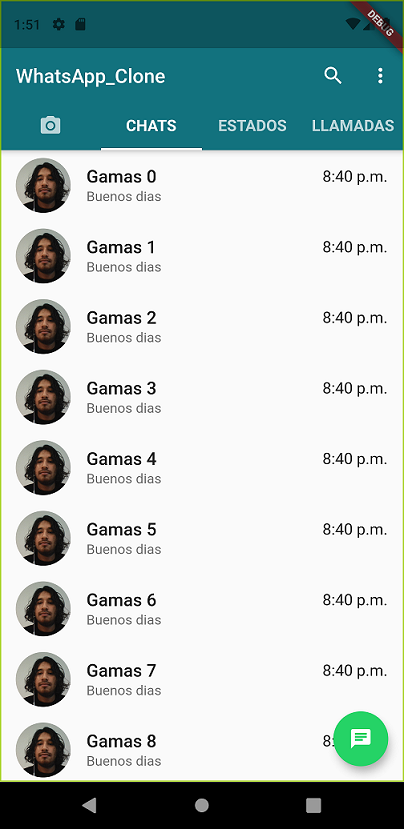 1:51
DEBUG
WhatsApp_Clone
CHATS ESTADOS LLAMADAS
Gamas 0 8:40 p.m.
Buenos dias
Gamas 1 8:40 p.m.
Buenos dias
Gamas 2 8:40 p.m.
Buenos dias
Gamas 3 8:40 p.m.
Buenos dias
Gamas 4 8:40 p.m.
Buenos dias
Gamas 5 8:40 p.m.
Buenos dias
Gamas 6 8:40 p.m.
Buenos dias
Gamas 7 8:40 p.m.
Buenos dias
Gamas 8 8:
Buenos dias